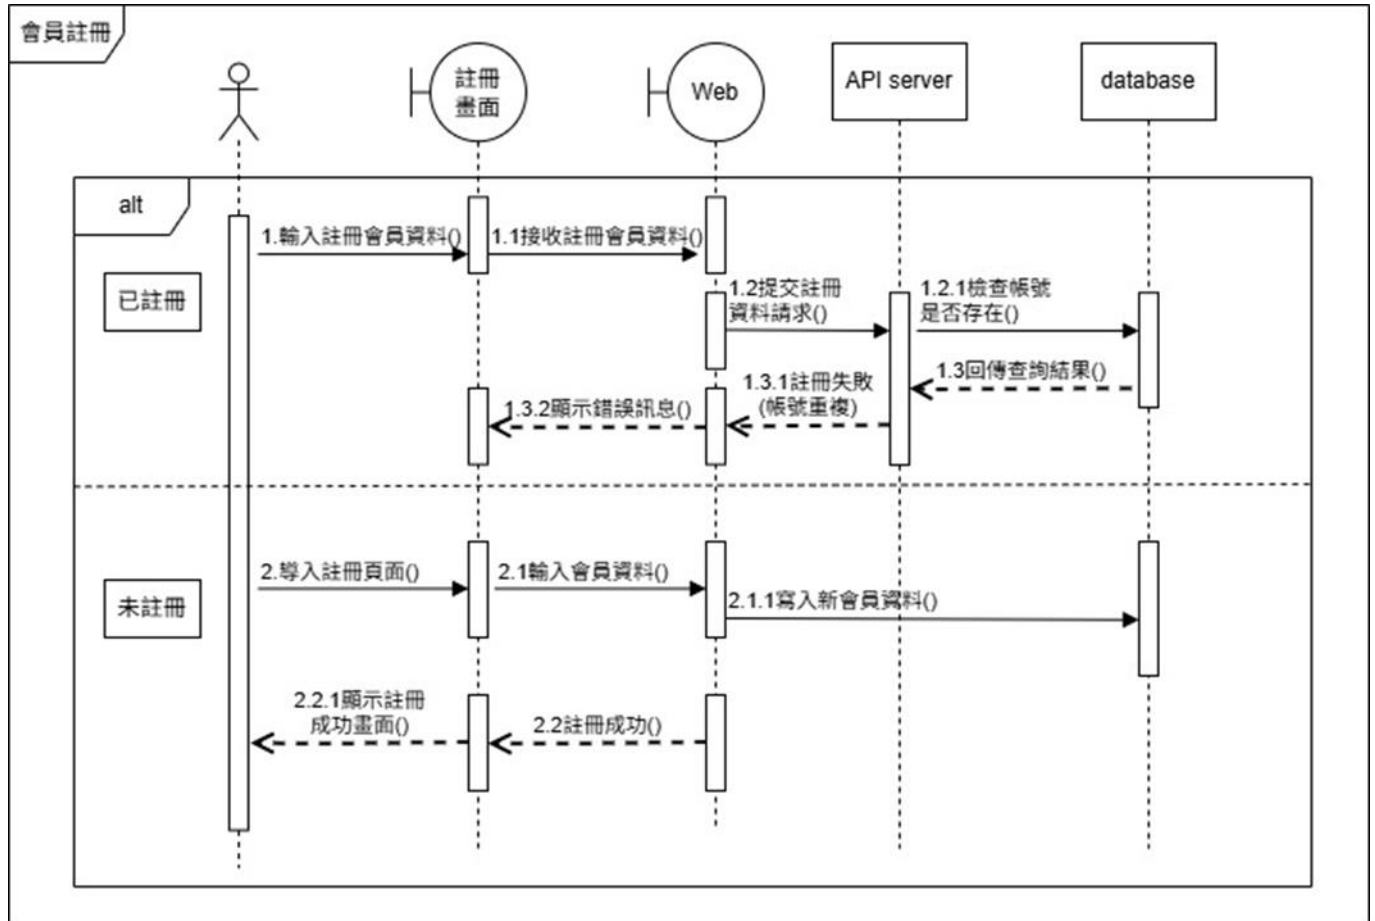 會員註冊
註冊
畫面
Web
API server
database
alt
1.輸入註冊會員資料()
1.1接收註冊會員資料()
已註冊
1.2提交註冊
資料請求()
1.2.1檢查帳號
是否存在()
1.3回傳查詢結果()
1.3.1註冊失敗
(帳號重複)
1.3.2顯示錯誤訊息()
未註冊
2.導入註冊頁面()
2.1輸入會員資料()
2.1.1寫入新會員資料()
2.2.1顯示註冊
成功畫面()
2.2註冊成功()